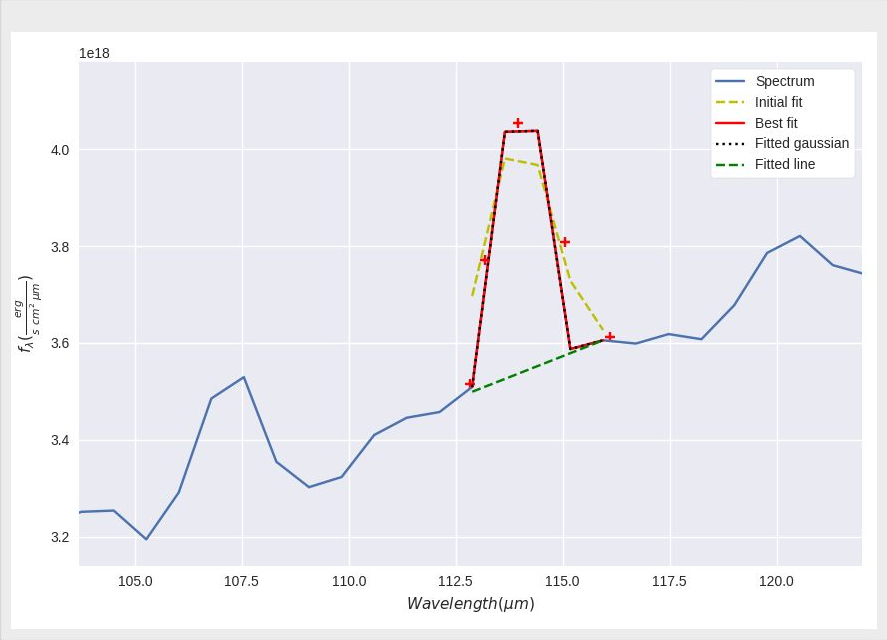 1e18
Spectrum
Initial fit
Best fit
Fitted gaussian
Fitted line
4.0
3.8
3.6
3.4
3.2
f_λ(erg / s cm² μm)
105.0 107.5 110.0 112.5 115.0 117.5 120.0
Wavelength(μm)